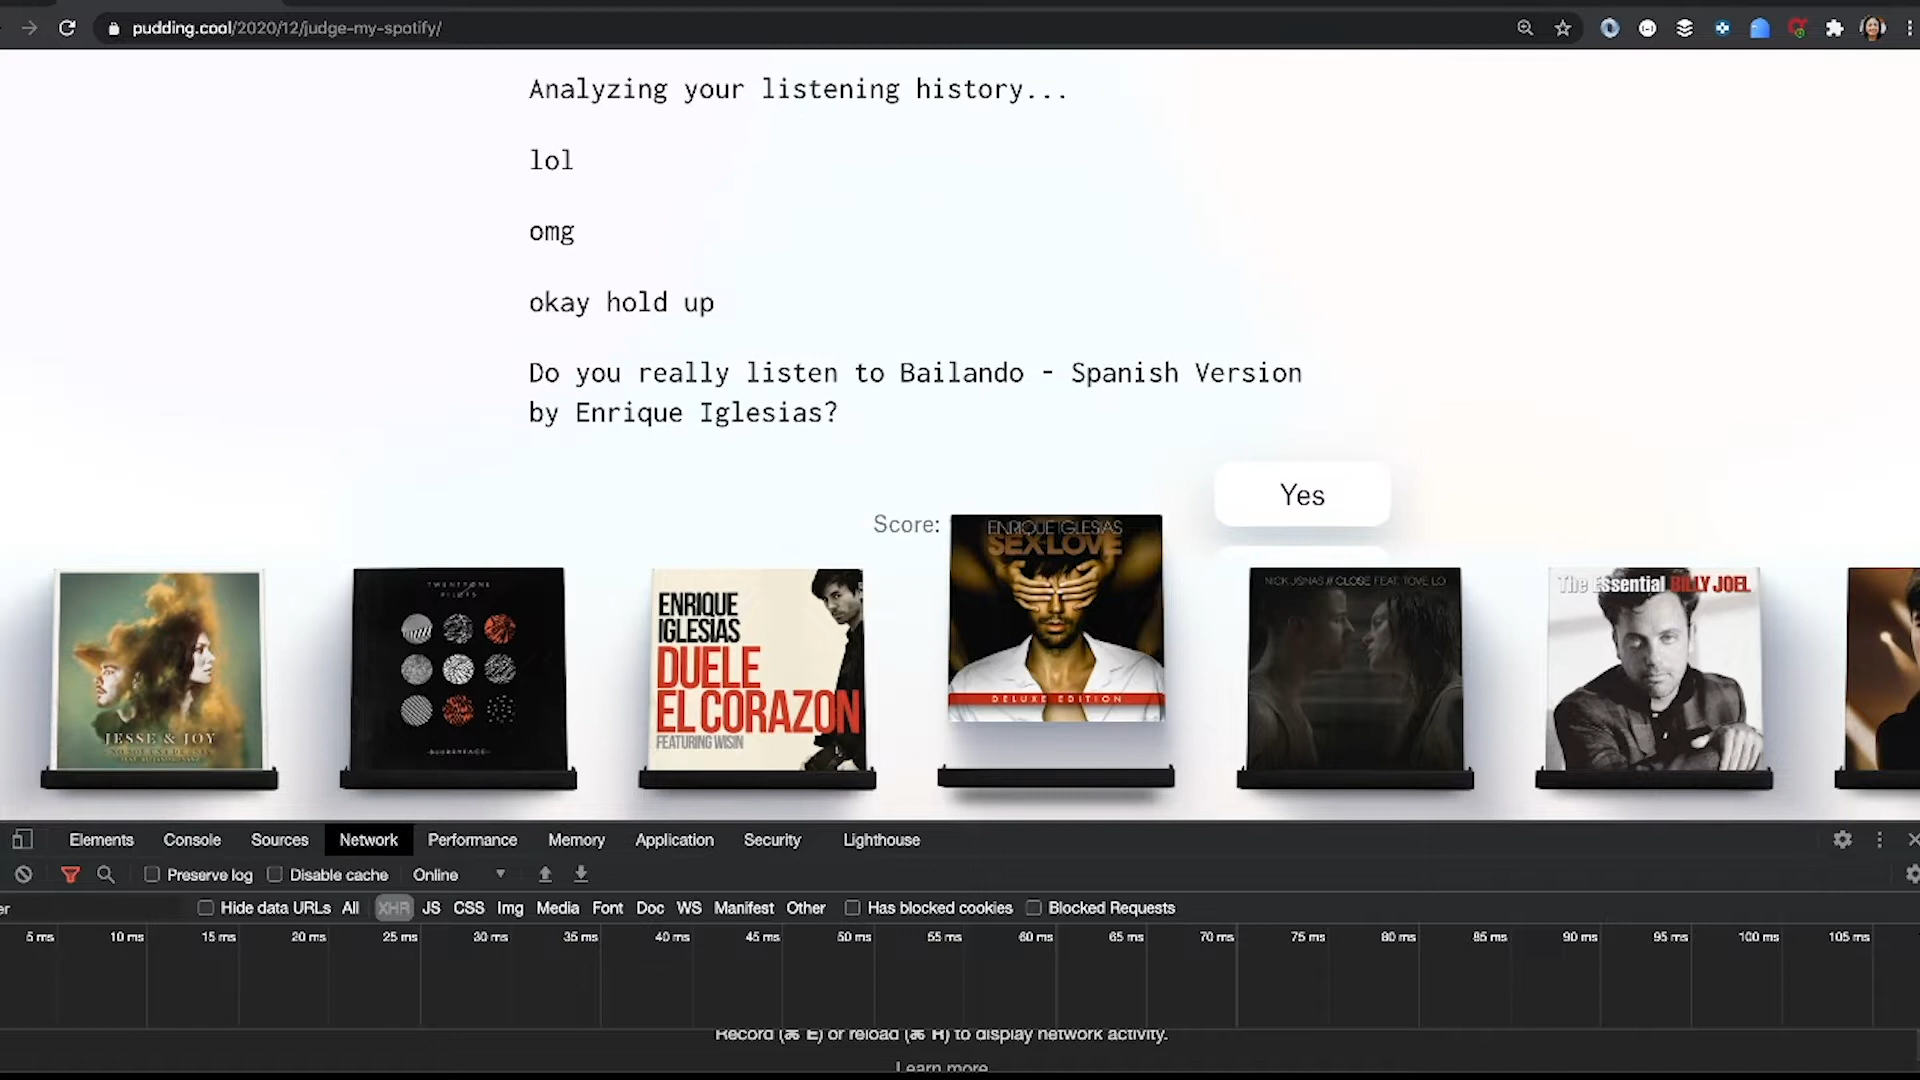 pudding.cool/2020/12/judge-my-spotify/
Analyzing your listening history...
lol
omg
okay hold up
Do you really listen to Bailando - Spanish Version
by Enrique Iglesias?
Yes
Score:
JESSE & JOY
TWENTY ONE
PILOTS
-BLURRYFACE-
ENRIQUE
IGLESIAS
DUELE
EL CORAZON
FEATURING WISIN
ENRIQUE IGLESIAS
SEX+LOVE
DELUXE EDITION
NICK JONAS // CLOSE FEAT. TOVE LO
The Essential BILLY JOEL
Elements Console Sources Network Performance Memory Application Security Lighthouse
Preserve log Disable cache Online
er Hide data URLs All XHR JS CSS Img Media Font Doc WS Manifest Other Has blocked cookies Blocked Requests
5 ms 10 ms 15 ms 20 ms 25 ms 30 ms 35 ms 40 ms 45 ms 50 ms 55 ms 60 ms 65 ms 70 ms 75 ms 80 ms 85 ms 90 ms 95 ms 100 ms 105 ms
Record (⌘ E) or reload (⌘ R) to display network activity.
Learn more